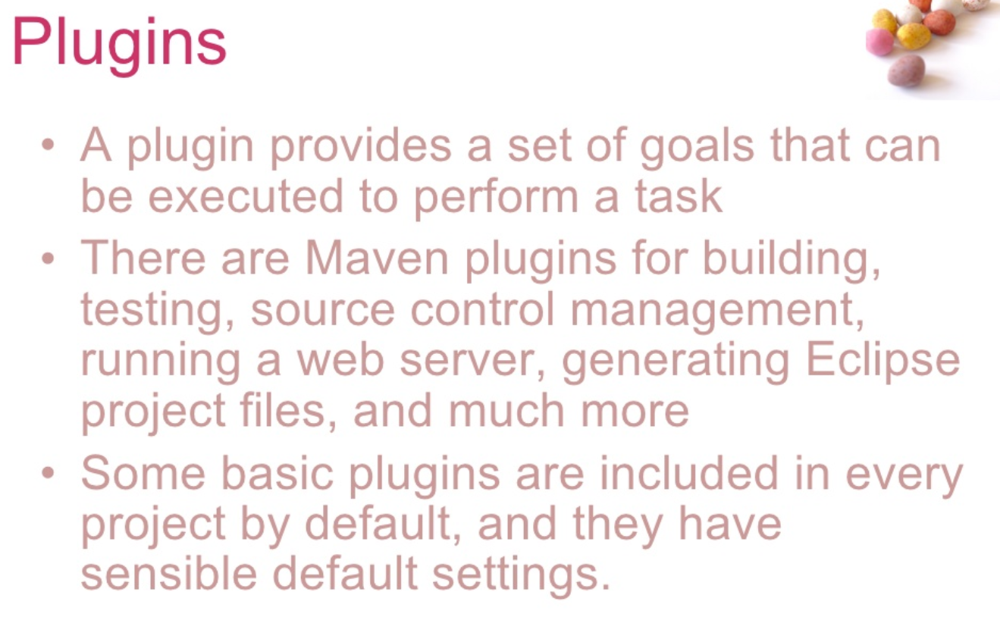 Plugins
• A plugin provides a set of goals that can
be executed to perform a task
• There are Maven plugins for building,
testing, source control management,
running a web server, generating Eclipse
project files, and much more
• Some basic plugins are included in every
project by default, and they have
sensible default settings.